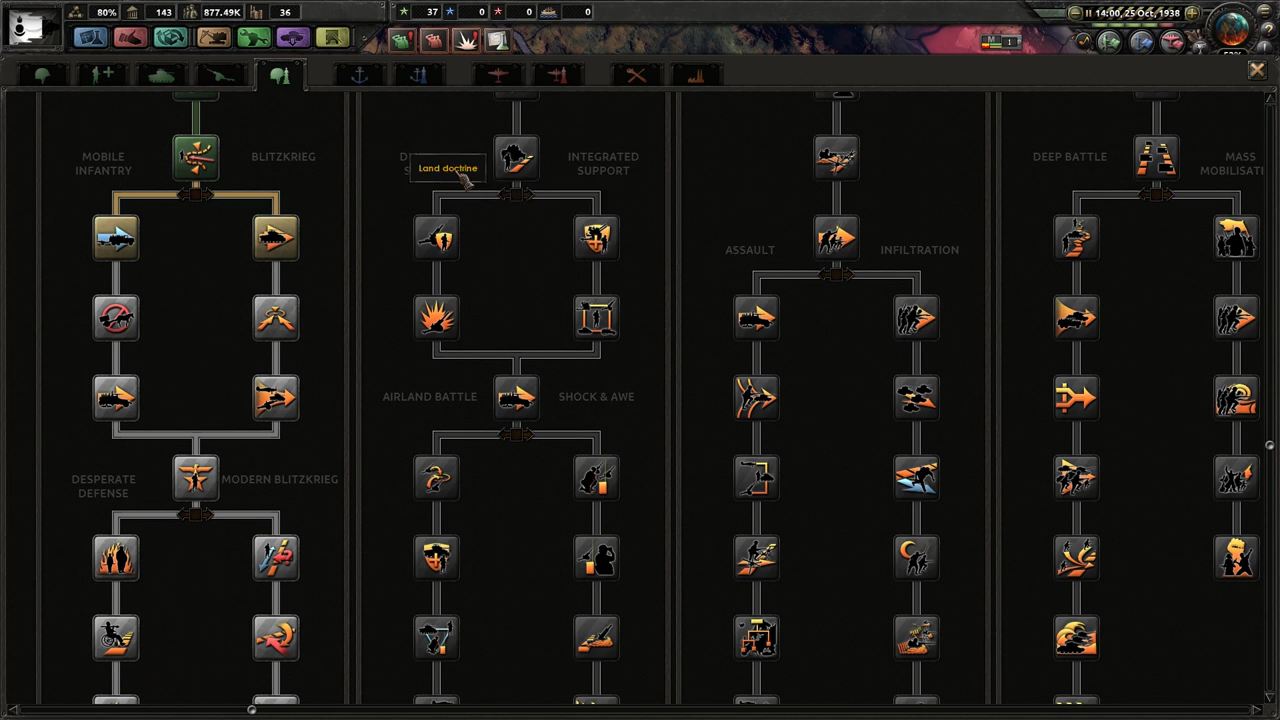 80% 143 877.49K 36 37 0 0 0
14:00, 25 Oct, 1938
M 1
MOBILE
INFANTRY
BLITZKRIEG
Land doctrine
INTEGRATED
SUPPORT
DEEP BATTLE
MASS
MOBILISATI
ASSAULT
INFILTRATION
AIRLAND BATTLE
SHOCK & AWE
DESPERATE
DEFENSE
MODERN BLITZKRIEG